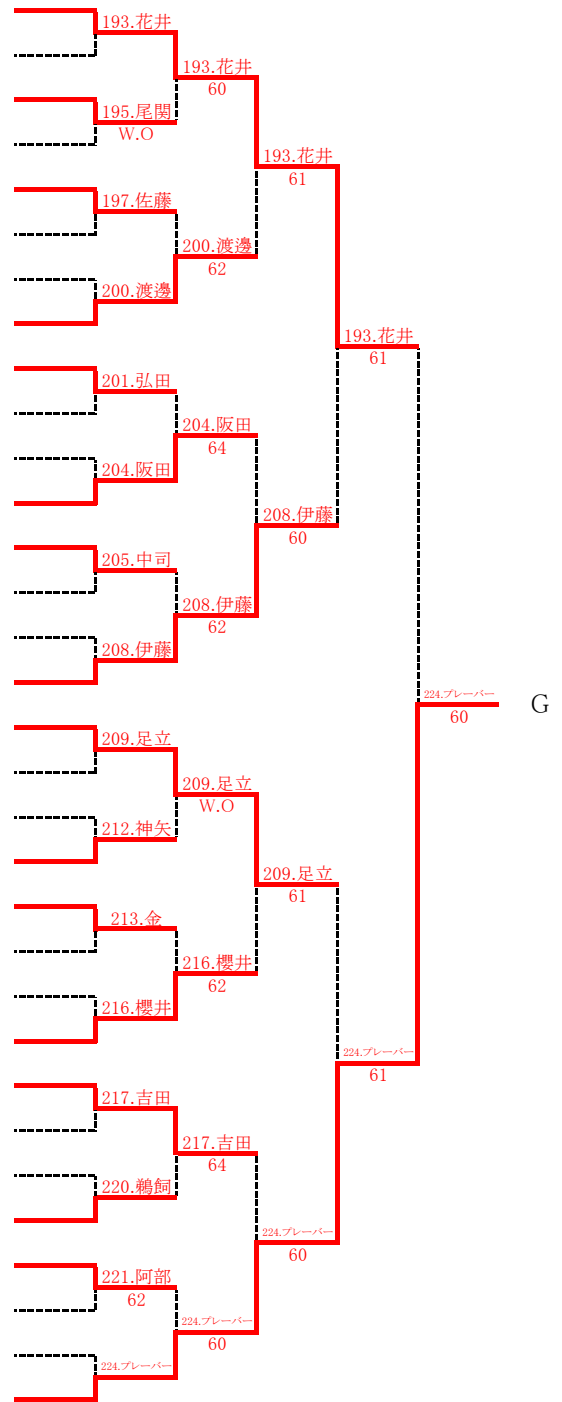 193.花井
193.花井
60
195.尾関
W.O
193.花井
61
197.佐藤
200.渡邊
62
200.渡邊
193.花井
61
201.弘田
204.阪田
64
204.阪田
208.伊藤
60
205.中司
208.伊藤
62
208.伊藤
224.プレーバー
60
G
209.足立
209.足立
W.O
212.神矢
209.足立
61
213.金
216.櫻井
62
216.櫻井
224.プレーバー
61
217.吉田
217.吉田
64
220.鵜飼
224.プレーバー
60
221.阿部
62
224.プレーバー
60
224.プレーバー